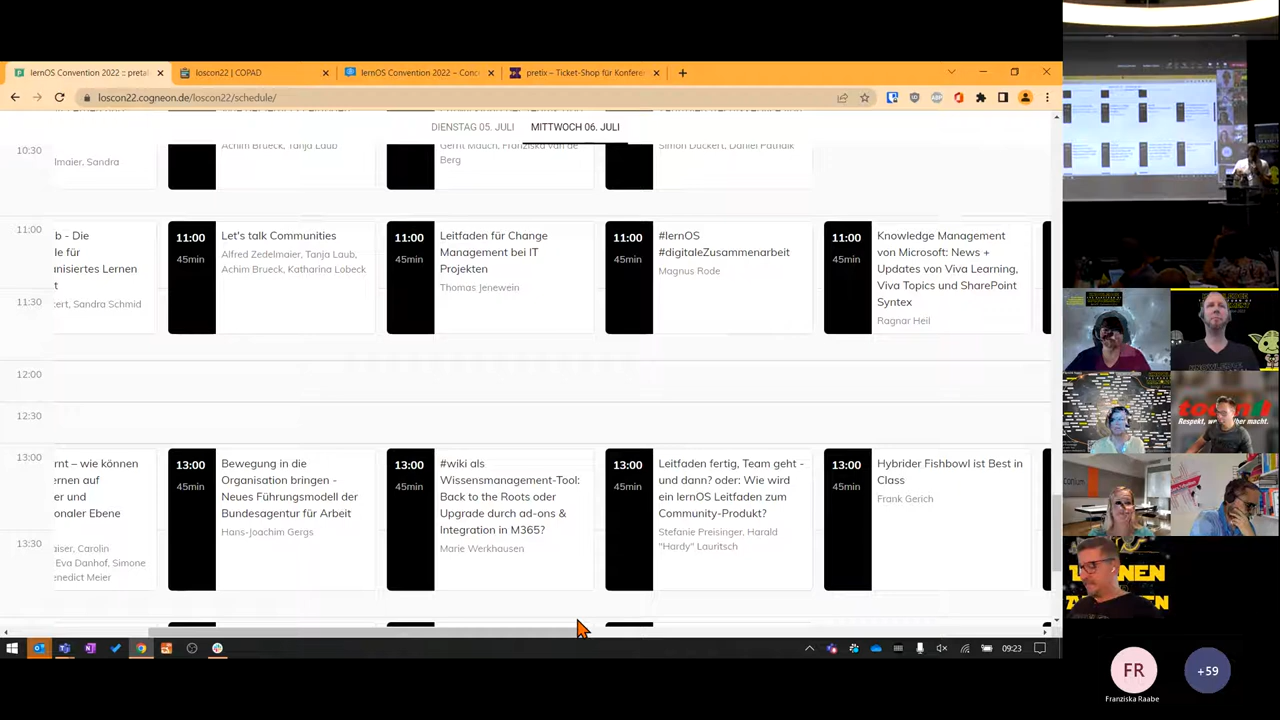 lernOS Convention 2022 :: preta
loscon22 | COPAD
lernOS Convention 2022 – Conc
pretix – Ticket-Shop für Konfere
loscon22.cogneon.de/loscon22/schedule/
DIENSTAG 05. JULI
MITTWOCH 06. JULI
10:30
lmaier, Sandra
Achim Brueck, Tanja Laub
Gernt Mauch, Franziska van de
Berg
Simon Dückert, Daniel Pathaik
11:00
b - Die
le für
anisiertes Lernen
t
ert, Sandra Schmid
11:00
45min
Let's talk Communities
Alfred Zedelmaier, Tanja Laub,
Achim Brueck, Katharina Lobeck
11:00
45min
Leitfaden für Change
Management bei IT
Projekten
Thomas Jenewein
11:00
45min
#lernOS
#digitaleZusammenarbeit
Magnus Rode
11:00
45min
Knowledge Management
von Microsoft: News +
Updates von Viva Learning,
Viva Topics und SharePoint
Syntex
Ragnar Heil
11:30
12:00
12:30
13:00
rnt – wie können
ernen auf
er und
onaler Ebene
aiser, Carolin
Eva Danhof, Simone
enedict Meier
13:00
45min
Bewegung in die
Organisation bringen -
Neues Führungsmodell der
Bundesagentur für Arbeit
Hans-Joachim Gergs
13:00
45min
#wiki als
Wissensmanagement-Tool:
Back to the Roots oder
Upgrade durch ad-ons &
Integration in M365?
Marie Werkhausen
13:00
45min
Leitfaden fertig, Team geht -
und dann? oder: Wie wird
ein lernOS Leitfaden zum
Community-Produkt?
Stefanie Preisinger, Harald
"Hardy" Lauritsch
13:00
45min
Hybrider Fishbowl ist Best in
Class
Frank Gerich
13:30
09:23
Respekt, w
her macht.
FR
Franziska Raabe
+59